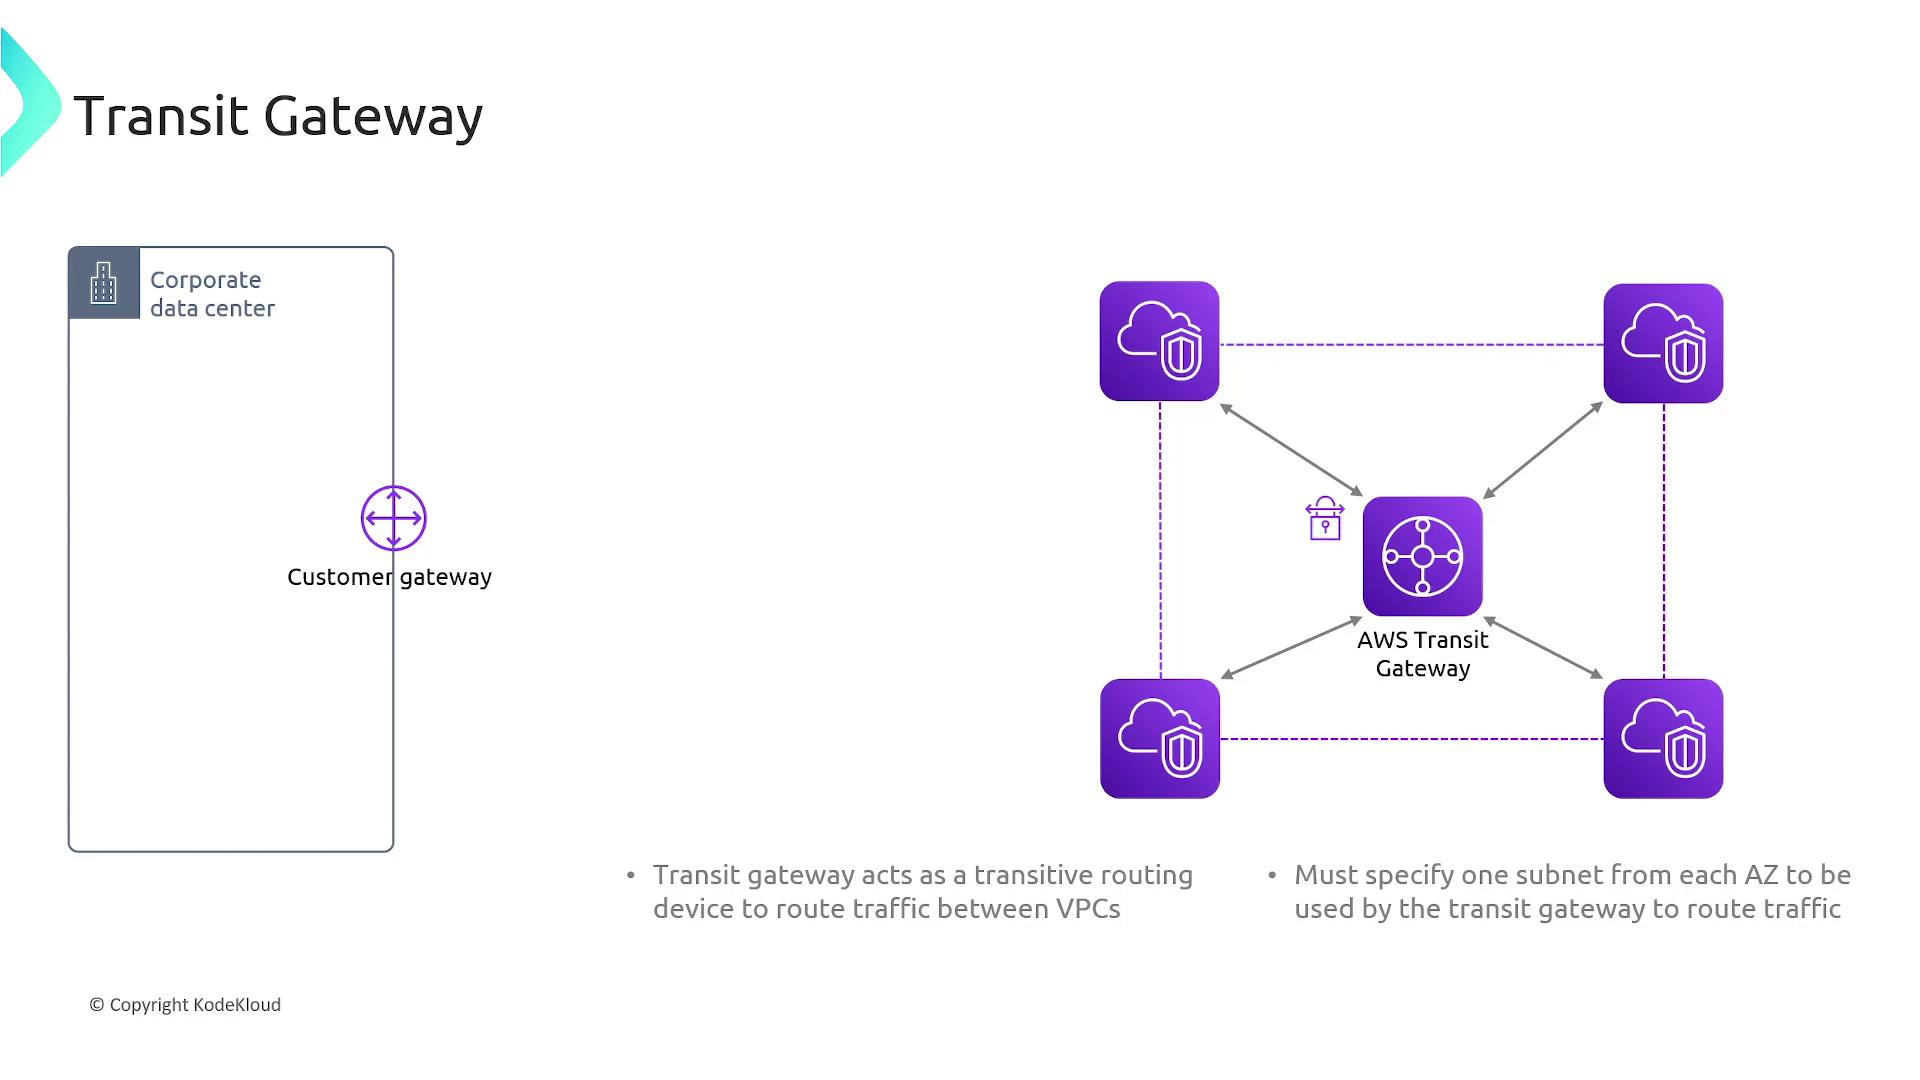 Transit Gateway
Corporate
data center
Customer gateway
AWS Transit
Gateway
• Transit gateway acts as a transitive routing
device to route traffic between VPCs
• Must specify one subnet from each AZ to be
used by the transit gateway to route traffic
© Copyright KodeKloud